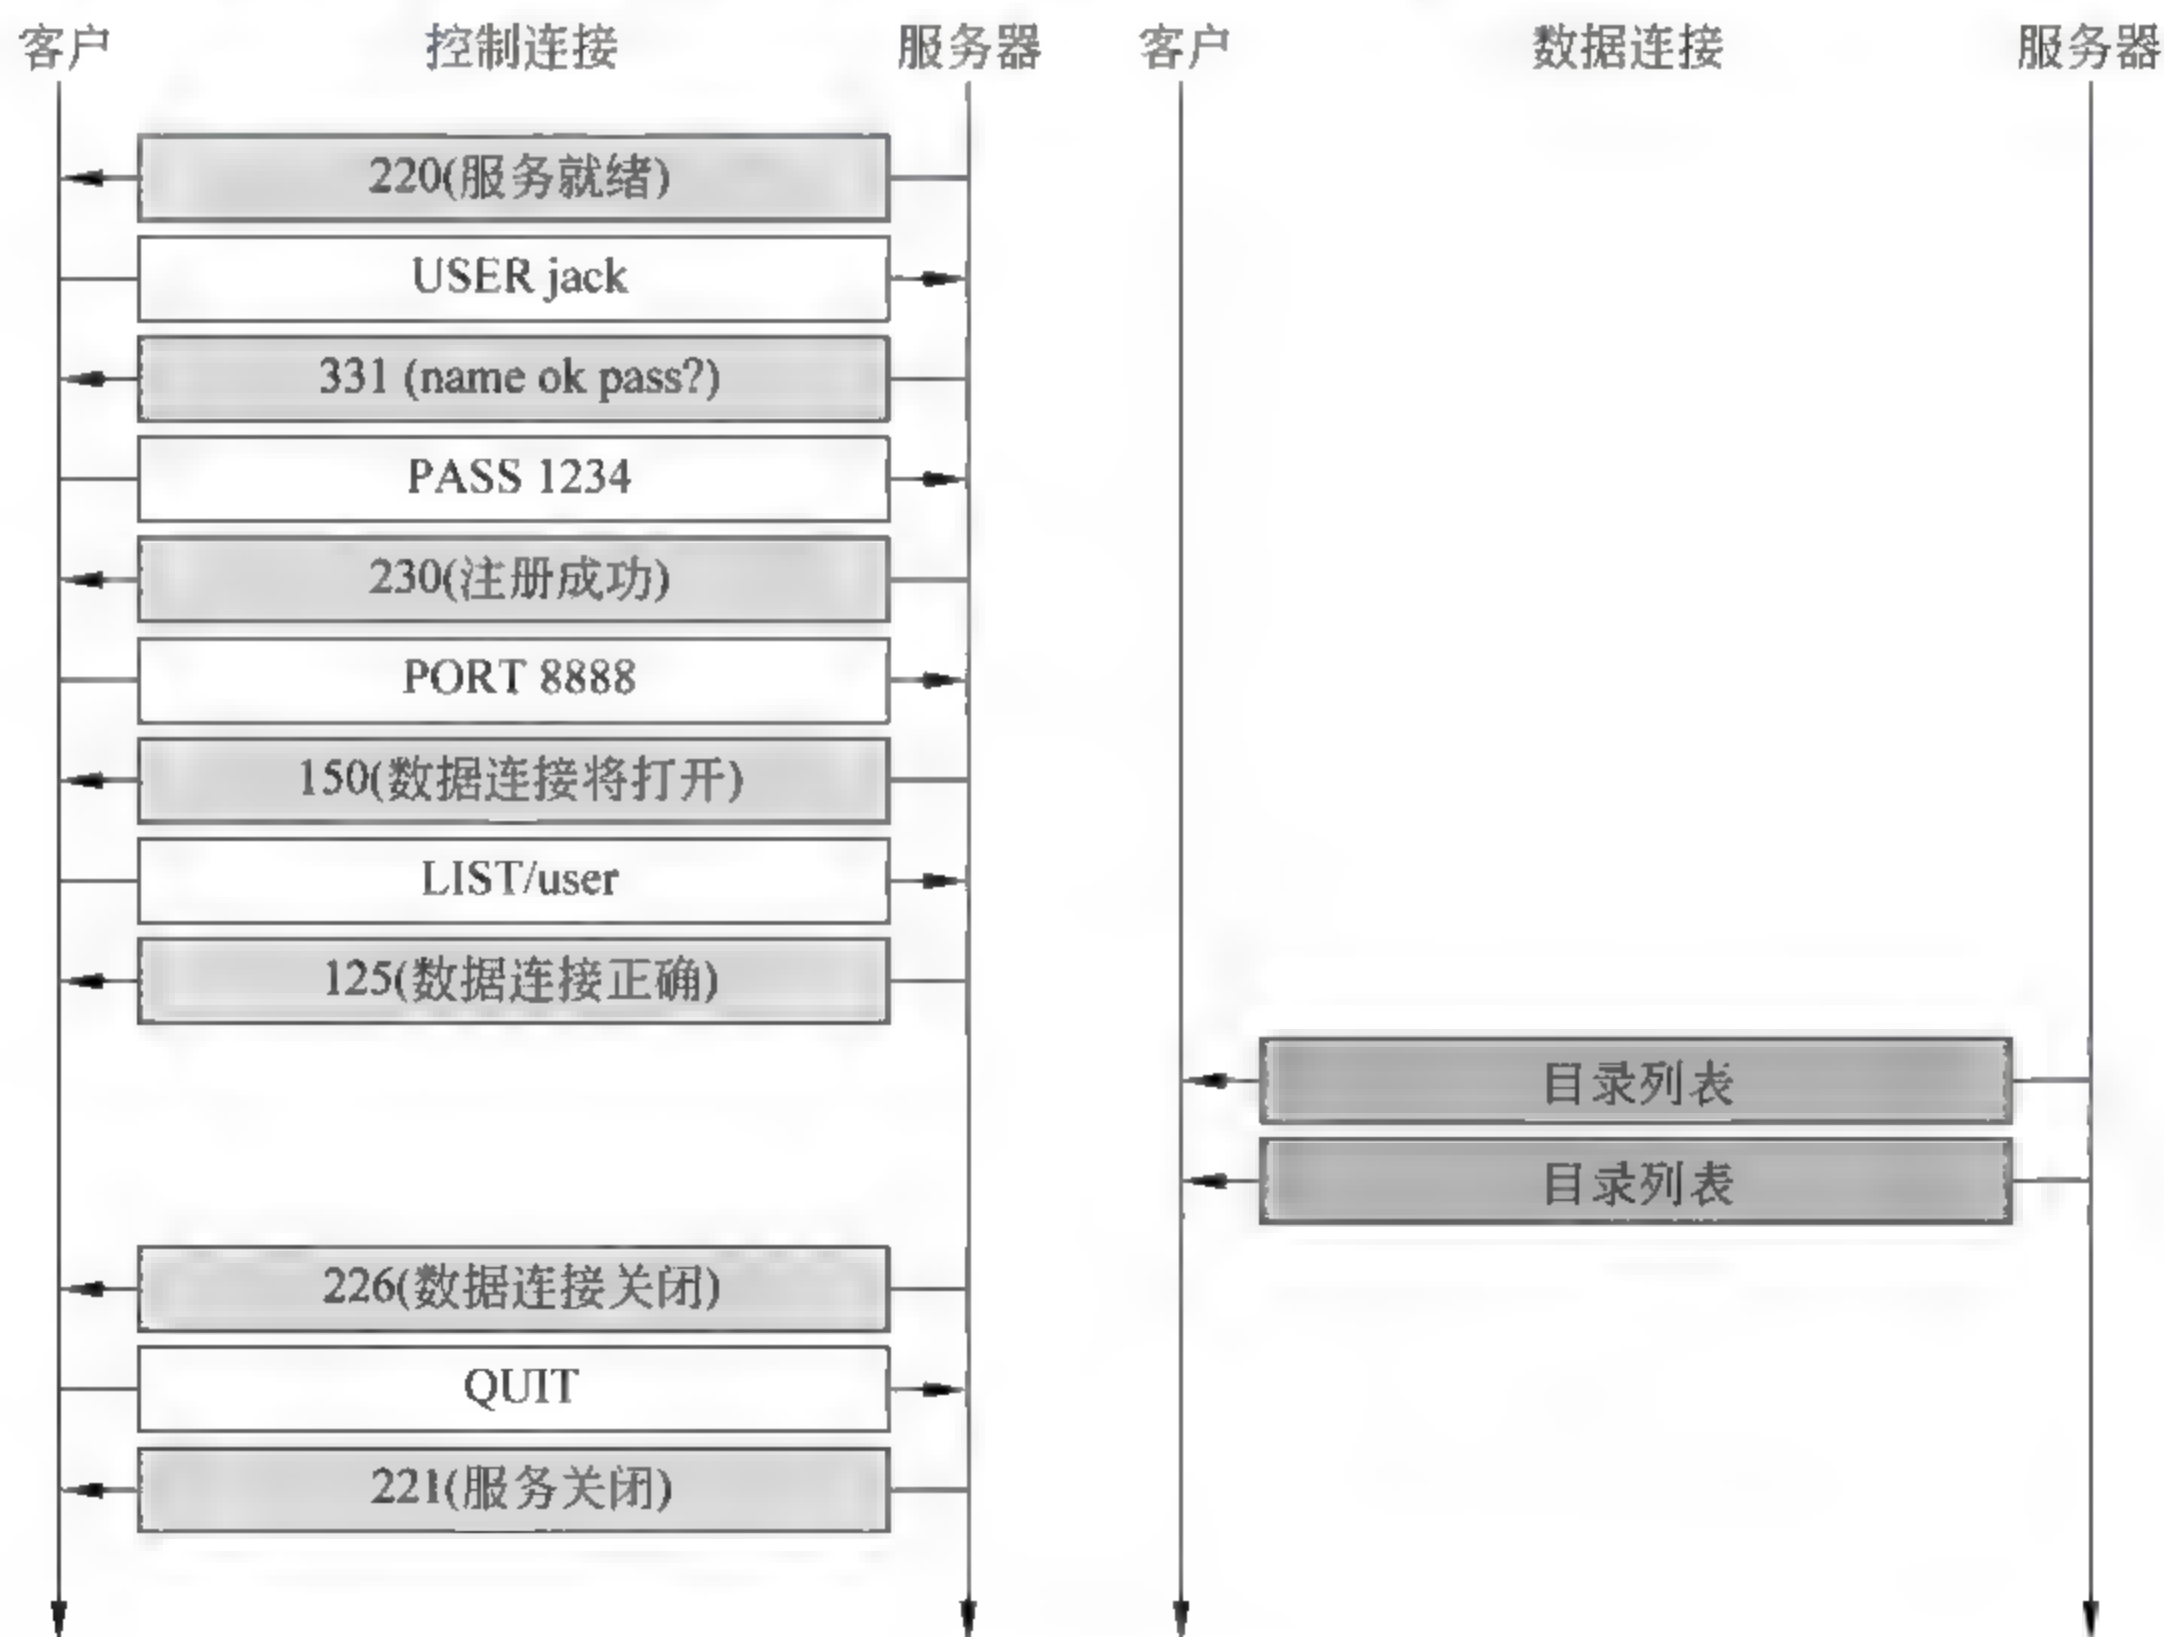 客户 控制连接 服务器 客户 数据连接 服务器
220(服务就绪)
USER jack
331 (name ok pass?)
PASS 1234
230(注册成功)
PORT 8888
150(数据连接将打开)
LIST/user
125(数据连接正确)
目录列表
目录列表
226(数据连接关闭)
QUIT
221(服务关闭)